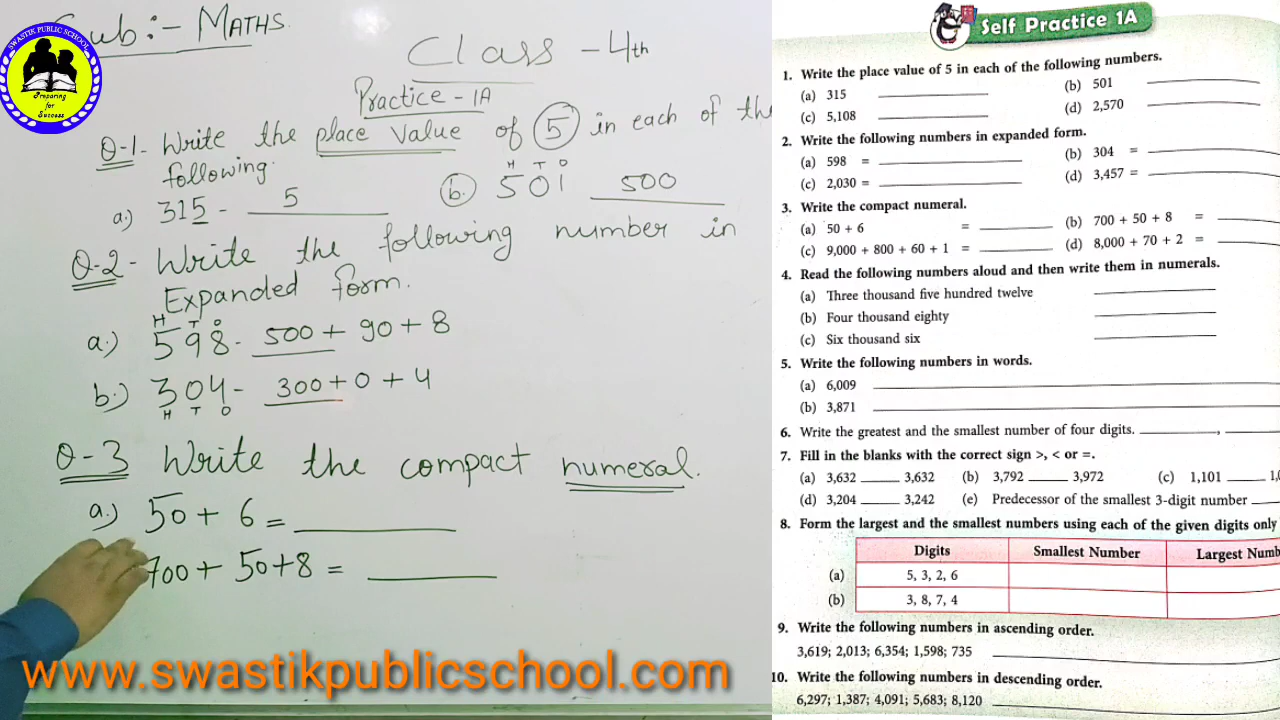 SWASTIK PUBLIC SCHOOL
Preparing
for
Success
Sub:- MATHS.
Class - 4th
Practice - 1A
Q-1- Write the place value of 5 in each of the
following.
H T O
a.) 315 - 5 b. 501 500
Q-2 - Write the following number in
Expanded form.
H T O
a.) 598 - 500 + 90 + 8
b.) 304 - 300 + 0 + 4
H T O
Q-3 Write the compact numeral.
a.) 50 + 6 =
700 + 50 + 8 =
www.swastikpublicschool.com
Self Practice 1A
1. Write the place value of 5 in each of the following numbers.
(a) 315 (b) 501
(c) 5,108 (d) 2,570
2. Write the following numbers in expanded form.
(a) 598 = (b) 304 =
(c) 2,030 = (d) 3,457 =
3. Write the compact numeral.
(a) 50 + 6 = (b) 700 + 50 + 8 =
(c) 9,000 + 800 + 60 + 1 = (d) 8,000 + 70 + 2 =
4. Read the following numbers aloud and then write them in numerals.
(a) Three thousand five hundred twelve
(b) Four thousand eighty
(c) Six thousand six
5. Write the following numbers in words.
(a) 6,009
(b) 3,871
6. Write the greatest and the smallest number of four digits. ,
7. Fill in the blanks with the correct sign >, < or =.
(a) 3,632 ____ 3,632 (b) 3,792 ____ 3,972 (c) 1,101 ____
(d) 3,204 ____ 3,242 (e) Predecessor of the smallest 3-digit number ____
8. Form the largest and the smallest numbers using each of the given digits only
Digits Smallest Number Largest Numb
(a) 5, 3, 2, 6
(b) 3, 8, 7, 4
9. Write the following numbers in ascending order.
3,619; 2,013; 6,354; 1,598; 735
10. Write the following numbers in descending order.
6,297; 1,387; 4,091; 5,683; 8,120